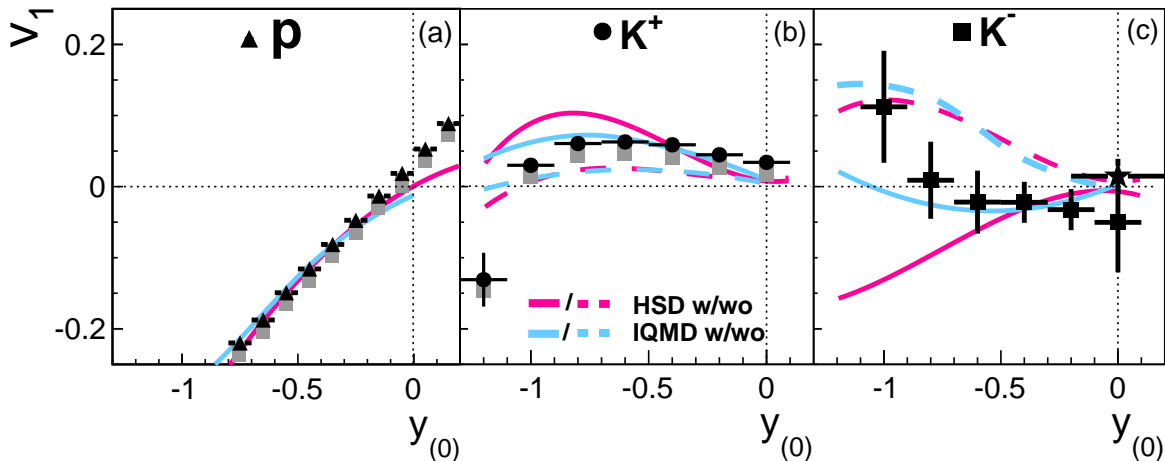 v1
0.2
0
-0.2
p
(a)
K+
(b)
K-
(c)
/ HSD w/wo
/ IQMD w/wo
-1 -0.5 0
-1 -0.5 0
-1 -0.5 0
y(0)
y(0)
y(0)